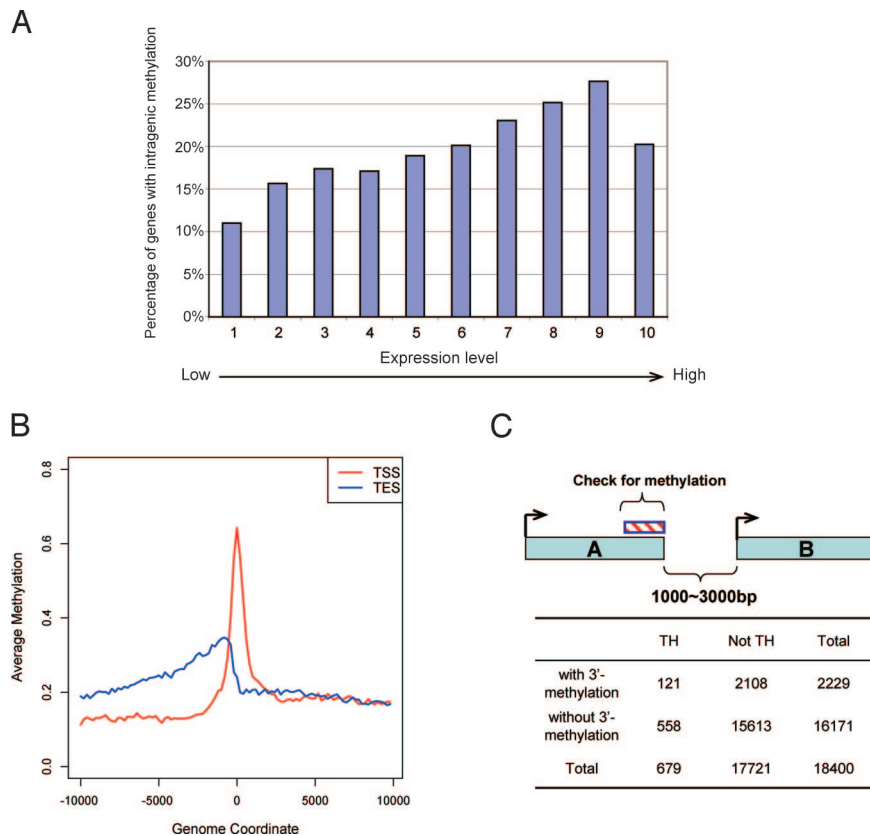 A
Percentage of genes with intragenic methylation
30%
25%
20%
15%
10%
5%
0%
1 2 3 4 5 6 7 8 9 10
Expression level
Low High
B
TSS
TES
Average Methylation
0.8
0.6
0.4
0.2
0.0
-10000 -5000 0 5000 10000
Genome Coordinate
C
Check for methylation
A B
1000~3000bp
TH Not TH Total
with 3'-
methylation 121 2108 2229
without 3'-
methylation 558 15613 16171
Total 679 17721 18400